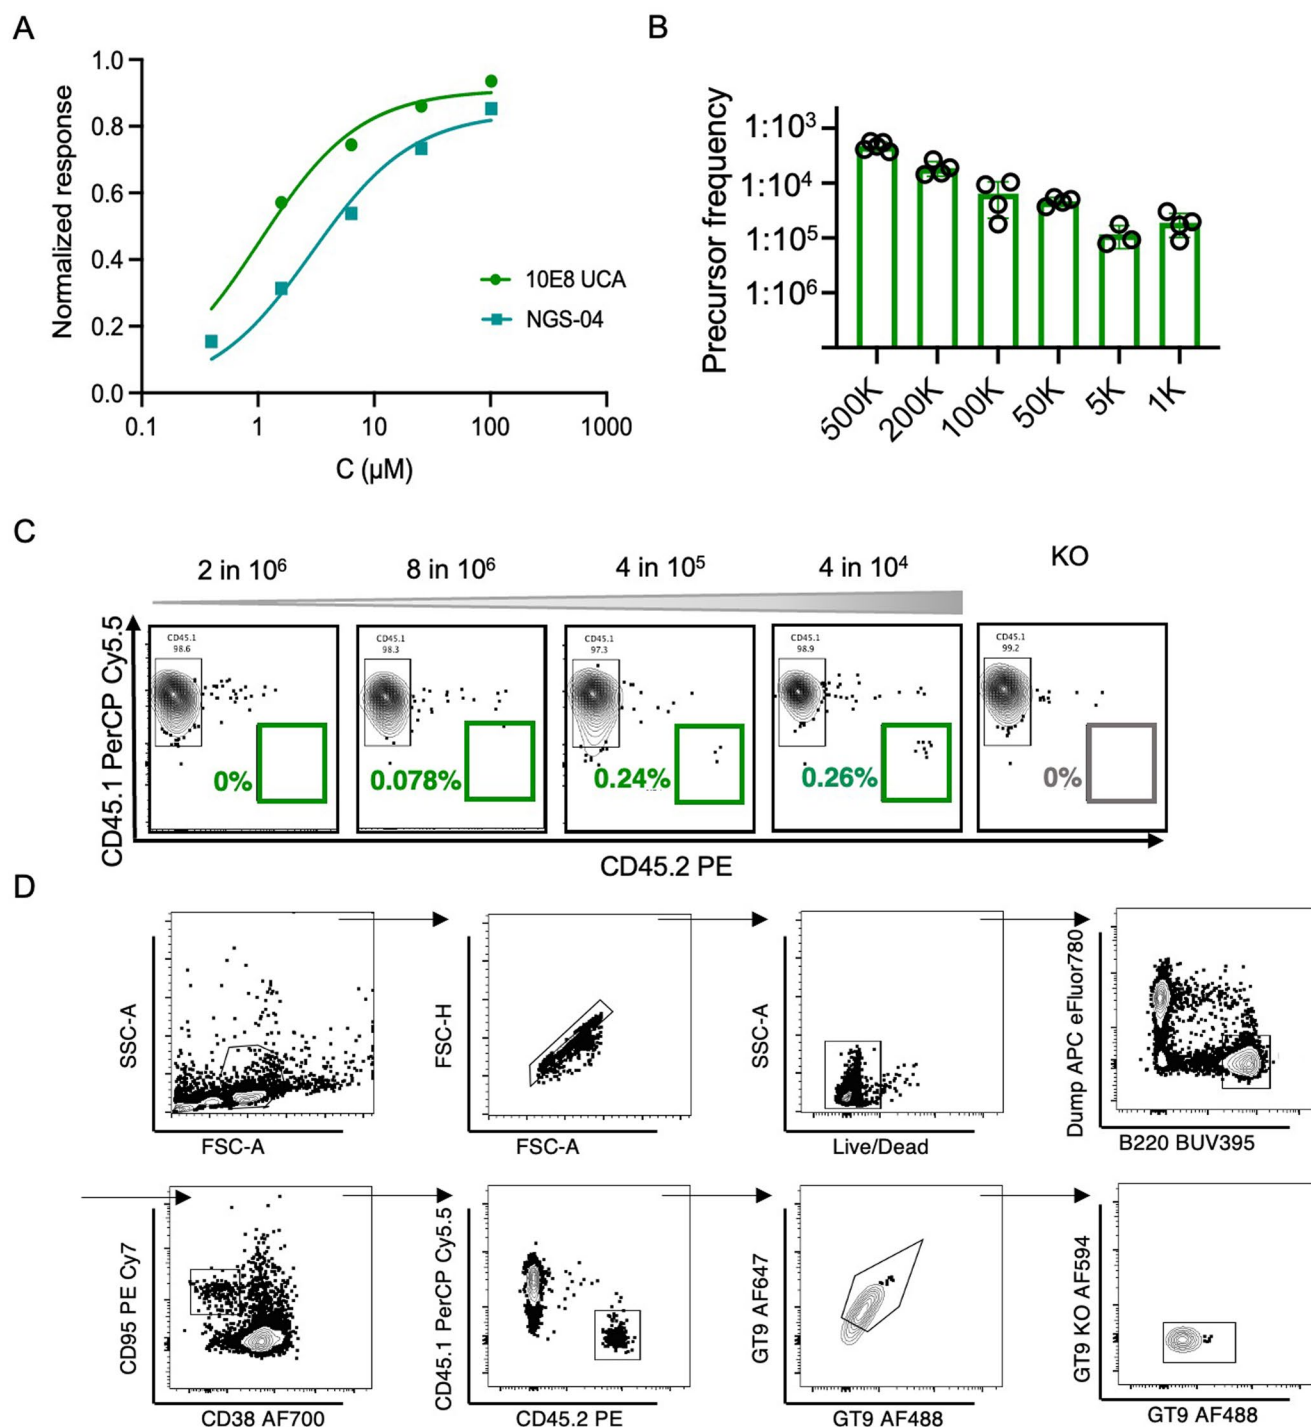 A
1.0
0.8
0.6
0.4
0.2
0.0
Normalized response
10E8 UCA
NGS-04
0.1 1 10 100 1000
C (µM)
B
Precursor frequency
1:10³
1:10⁴
1:10⁵
1:10⁶
500K 200K 100K 50K 5K 1K
C
2 in 10⁶ 8 in 10⁶ 4 in 10⁵ 4 in 10⁴ KO
CD45.1 PerCP Cy5.5
CD45.1 CD45.1 CD45.1 CD45.1 CD45.1
98.6 98.3 97.3 98.9 99.2
0% 0.078% 0.24% 0.26% 0%
CD45.2 PE
D
SSC-A
FSC-A
FSC-H
FSC-A
SSC-A
Live/Dead
Dump APC eFluor780
B220 BUV395
CD95 PE Cy7
CD38 AF700
CD45.1 PerCP Cy5.5
CD45.2 PE
GT9 AF647
GT9 AF488
GT9 KO AF594
GT9 AF488